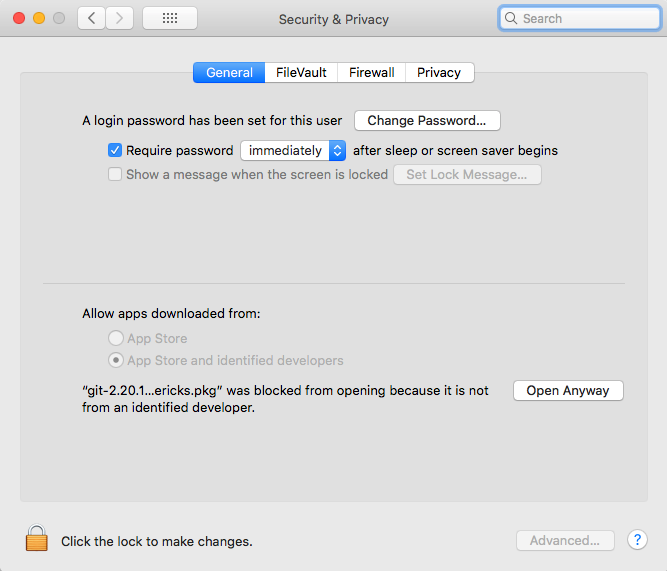 Security & Privacy
Search
General FileVault Firewall Privacy
A login password has been set for this user Change Password...
Require password immediately after sleep or screen saver begins
Show a message when the screen is locked Set Lock Message...
Allow apps downloaded from:
App Store
App Store and identified developers
“git-2.20.1...ericks.pkg” was blocked from opening because it is not
from an identified developer.
Open Anyway
Click the lock to make changes.
Advanced...
?